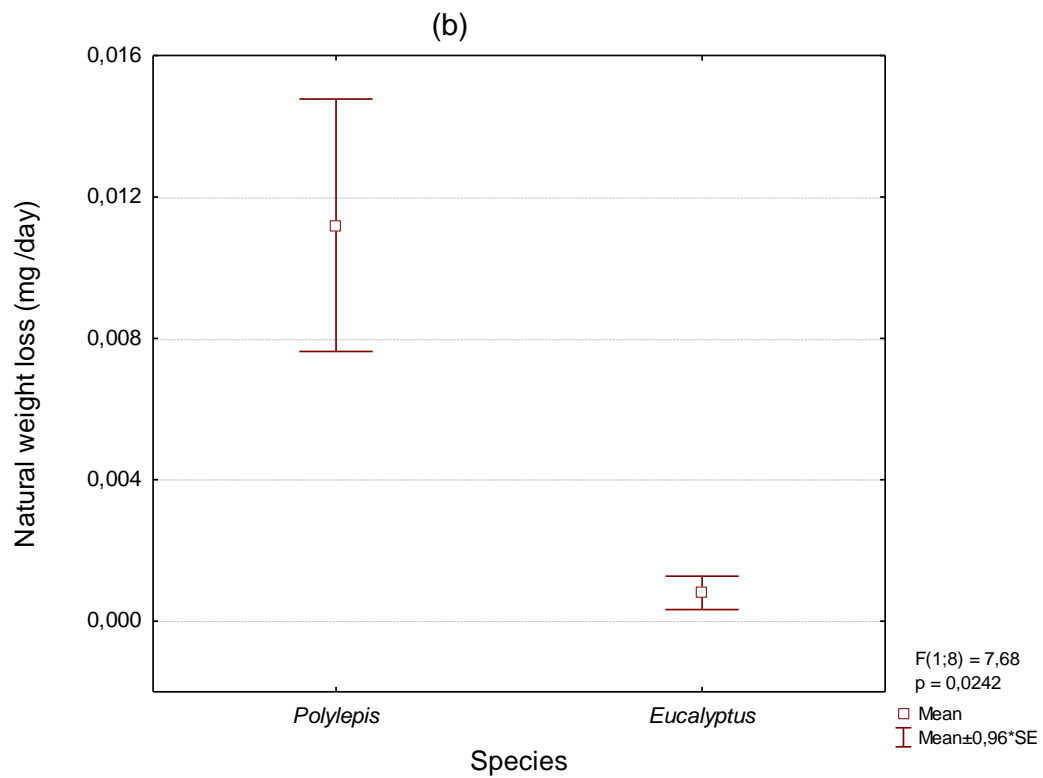 (b)
0,016
0,012
0,008
0,004
0,000
Natural weight loss (mg /day)
Polylepis
Eucalyptus
Species
F(1;8) = 7,68
p = 0,0242
Mean
Mean±0,96*SE